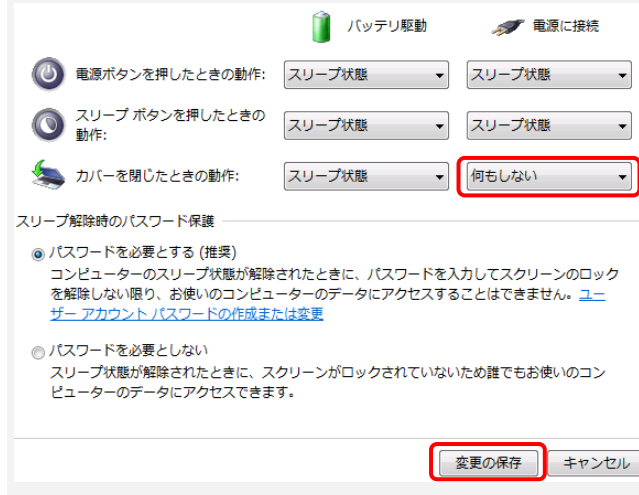 バッテリ駆動 電源に接続
電源ボタンを押したときの動作: スリープ状態 スリープ状態
スリープ ボタンを押したときの
動作: スリープ状態 スリープ状態
カバーを閉じたときの動作: スリープ状態 何もしない
スリープ解除時のパスワード保護
パスワードを必要とする (推奨)
コンピューターのスリープ状態が解除されたときに、パスワードを入力してスクリーンのロック
を解除しない限り、お使いのコンピューターのデータにアクセスすることはできません。ユー
ザー アカウント パスワードの作成または変更
パスワードを必要としない
スリープ状態が解除されたときに、スクリーンがロックされていないため誰でもお使いのコン
ピューターのデータにアクセスできます。
変更の保存 キャンセル